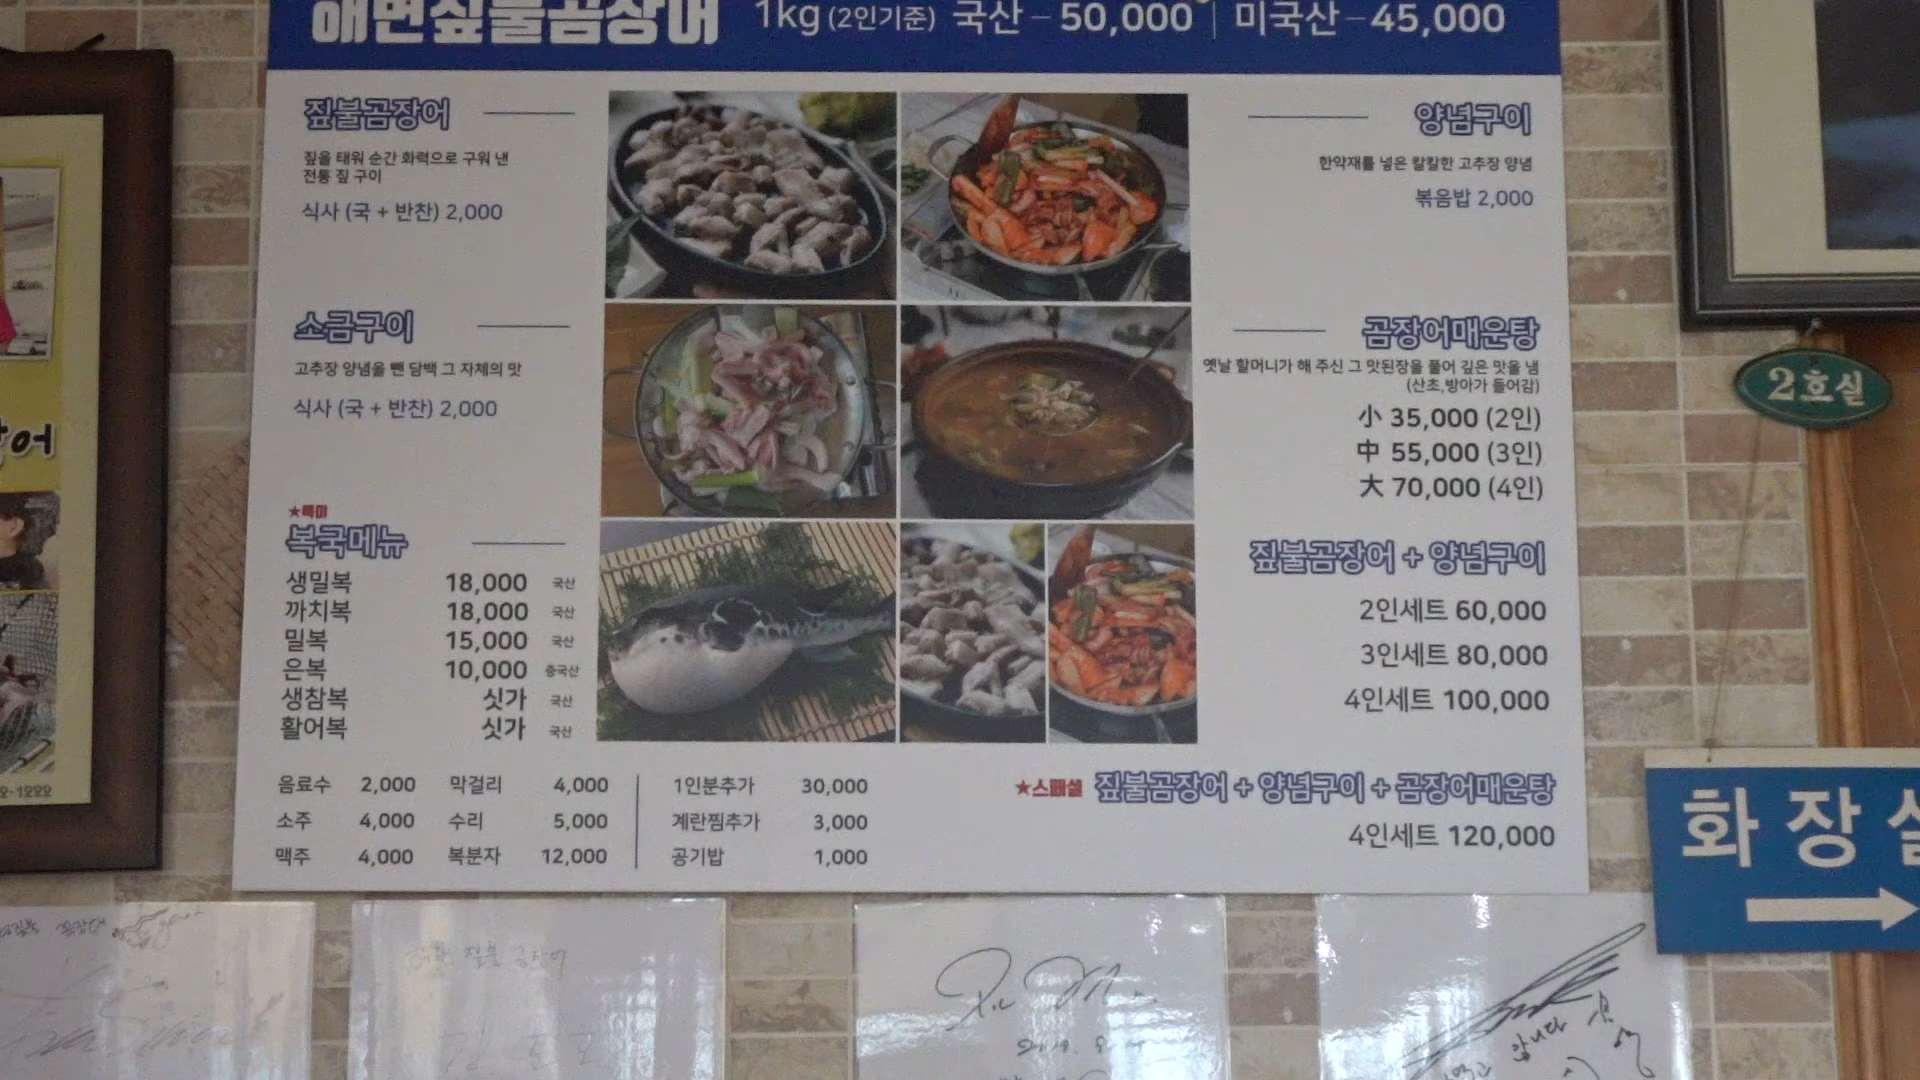 해변짚불곰장어 1kg (2인기준) 국산 - 50,000 | 미국산 - 45,000
짚불곰장어
짚을 태워 순간 화력으로 구워 낸
전통 짚 구이
식사 (국 + 반찬) 2,000
양념구이
한약재를 넣은 칼칼한 고추장 양념
볶음밥 2,000
소금구이
고추장 양념을 뺀 담백 그 자체의 맛
식사 (국 + 반찬) 2,000
곰장어매운탕
옛날 할머니가 해 주신 그 맛된장을 풀어 깊은 맛을 냄
(산초,방아가 들어감)
小 35,000 (2인)
中 55,000 (3인)
大 70,000 (4인)
★특미
복국메뉴
생밀복 18,000 국산
까치복 18,000 국산
밀복 15,000 국산
은복 10,000 중국산
생참복 싯가 국산
활어복 싯가 국산
짚불곰장어 + 양념구이
2인세트 60,000
3인세트 80,000
4인세트 100,000
음료수 2,000 막걸리 4,000
소주 4,000 수리 5,000
맥주 4,000 복분자 12,000
1인분추가 30,000
계란찜추가 3,000
공기밥 1,000
★스페셜 짚불곰장어 + 양념구이 + 곰장어매운탕
4인세트 120,000
2호실
화장실